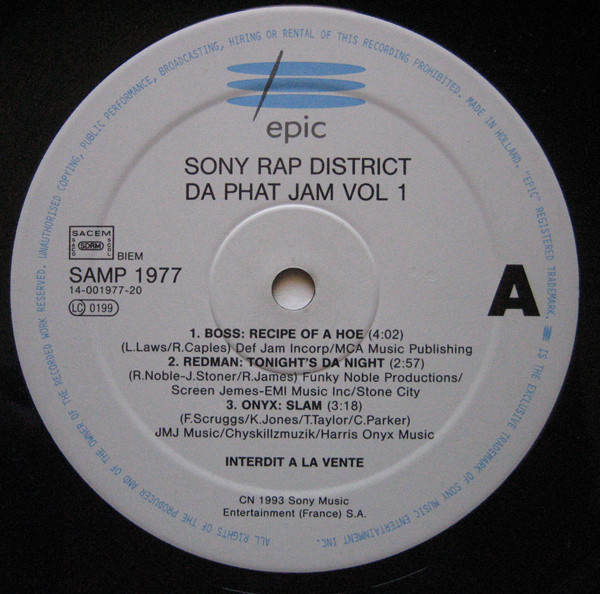 epic
SONY RAP DISTRICT
DA PHAT JAM VOL 1
SACEM
SACD SDRM SGDL
BIEM
SAMP 1977
14-001977-20
LC 0199
A
1. BOSS: RECIPE OF A HOE (4:02)
(L.Laws/R.Caples) Def Jam Incorp/MCA Music Publishing
2. REDMAN: TONIGHT'S DA NIGHT (2:57)
(R.Noble-J.Stoner/R.James) Funky Noble Productions/
Screen Jemes-EMI Music Inc/Stone City
3. ONYX: SLAM (3:18)
(F.Scruggs/K.Jones/T.Taylor/C.Parker)
JMJ Music/Chyskillzmuzik/Harris Onyx Music
INTERDIT A LA VENTE
CN 1993 Sony Music
Entertainment (France) S.A.
ALL RIGHTS OF THE PRODUCER AND OF THE OWNER OF THE RECORDED WORK RESERVED. UNAUTHORISED COPYING, PUBLIC PERFORMANCE, BROADCASTING, HIRING OR RENTAL OF THIS RECORDING PROHIBITED. MADE IN HOLLAND. "EPIC" REGISTERED TRADEMARK. IS THE EXCLUSIVE TRADEMARK OF SONY MUSIC ENTERTAINMENT INC.